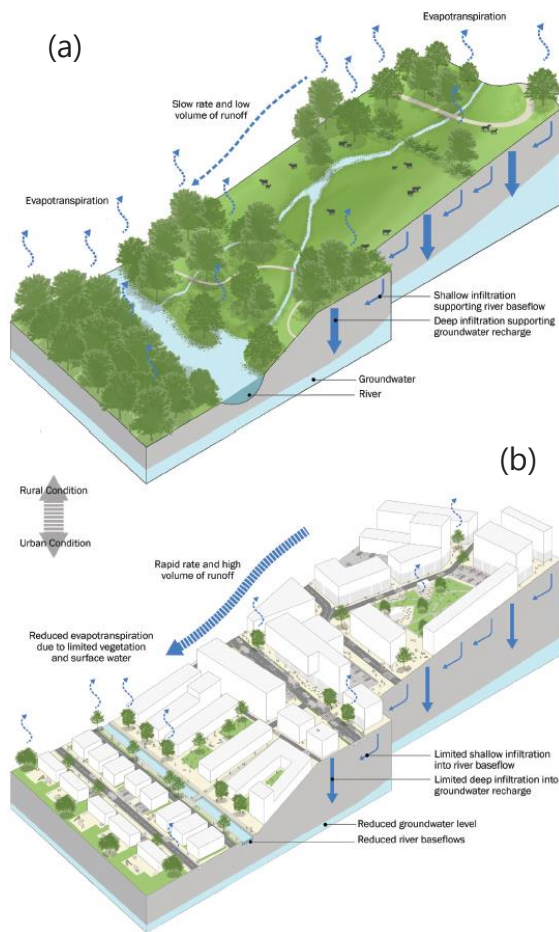 (a)
Evapotranspiration
Slow rate and low
volume of runoff
Evapotranspiration
Shallow infiltration
supporting river baseflow
Deep infiltration supporting
groundwater recharge
Groundwater
River
Rural Condition
Urban Condition
(b)
Rapid rate and high
volume of runoff
Reduced evapotranspiration
due to limited vegetation
and surface water
Limited shallow infiltration
into river baseflow
Limited deep infiltration into
groundwater recharge
Reduced groundwater level
Reduced river baseflows